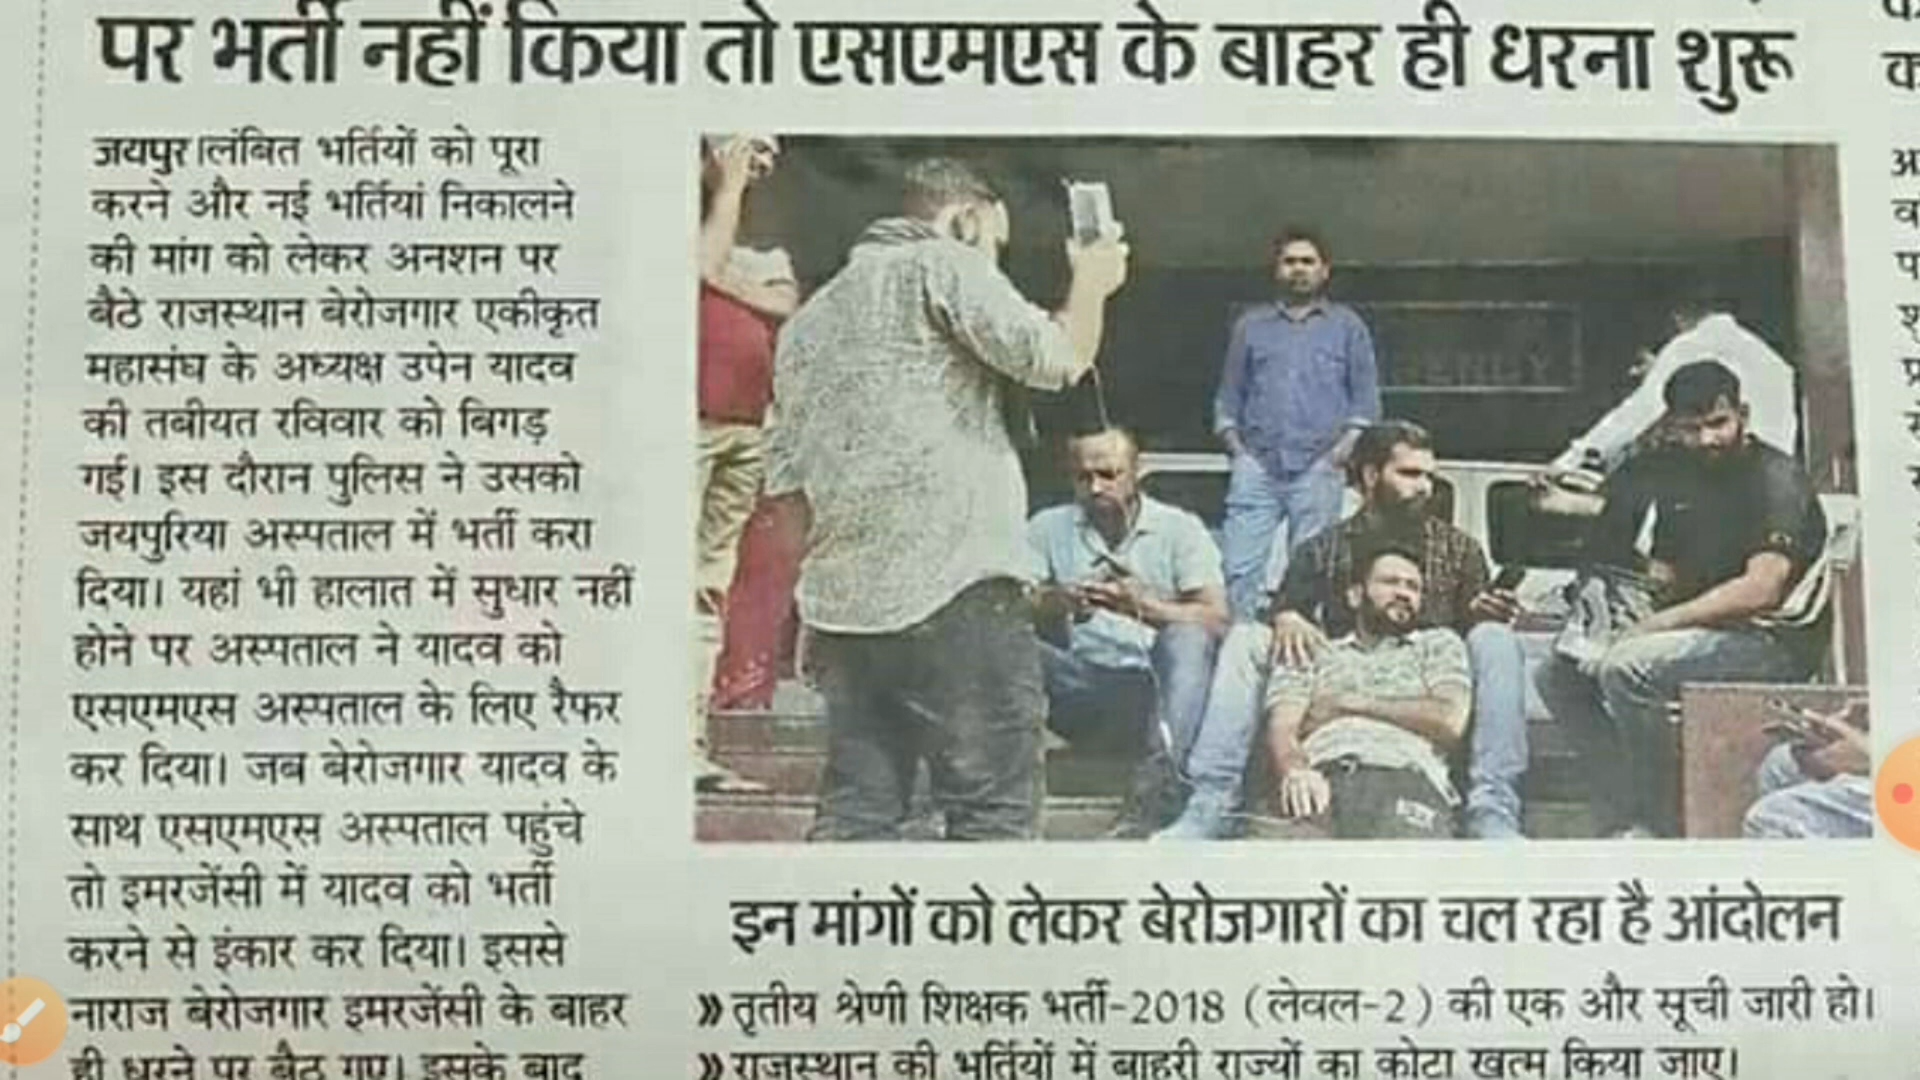 पर भर्ती नहीं किया तो एसएमएस के बाहर ही धरना शुरू
जयपुर।लंबित भर्तियों को पूरा
करने और नई भर्तियां निकालने
की मांग को लेकर अनशन पर
बैठे राजस्थान बेरोजगार एकीकृत
महासंघ के अध्यक्ष उपेन यादव
की तबीयत रविवार को बिगड़
गई। इस दौरान पुलिस ने उसको
जयपुरिया अस्पताल में भर्ती करा
दिया। यहां भी हालात में सुधार नहीं
होने पर अस्पताल ने यादव को
एसएमएस अस्पताल के लिए रैफर
कर दिया। जब बेरोजगार यादव के
साथ एसएमएस अस्पताल पहुंचे
तो इमरजेंसी में यादव को भर्ती
करने से इंकार कर दिया। इससे
नाराज बेरोजगार इमरजेंसी के बाहर
ही धरने पर बैठ गए। इसके बाद
इन मांगों को लेकर बेरोजगारों का चल रहा है आंदोलन
» तृतीय श्रेणी शिक्षक भर्ती-2018 (लेवल-2) की एक और सूची जारी हो।
» राजस्थान की भर्तियों में बाहरी राज्यों का कोटा खत्म किया जाए।